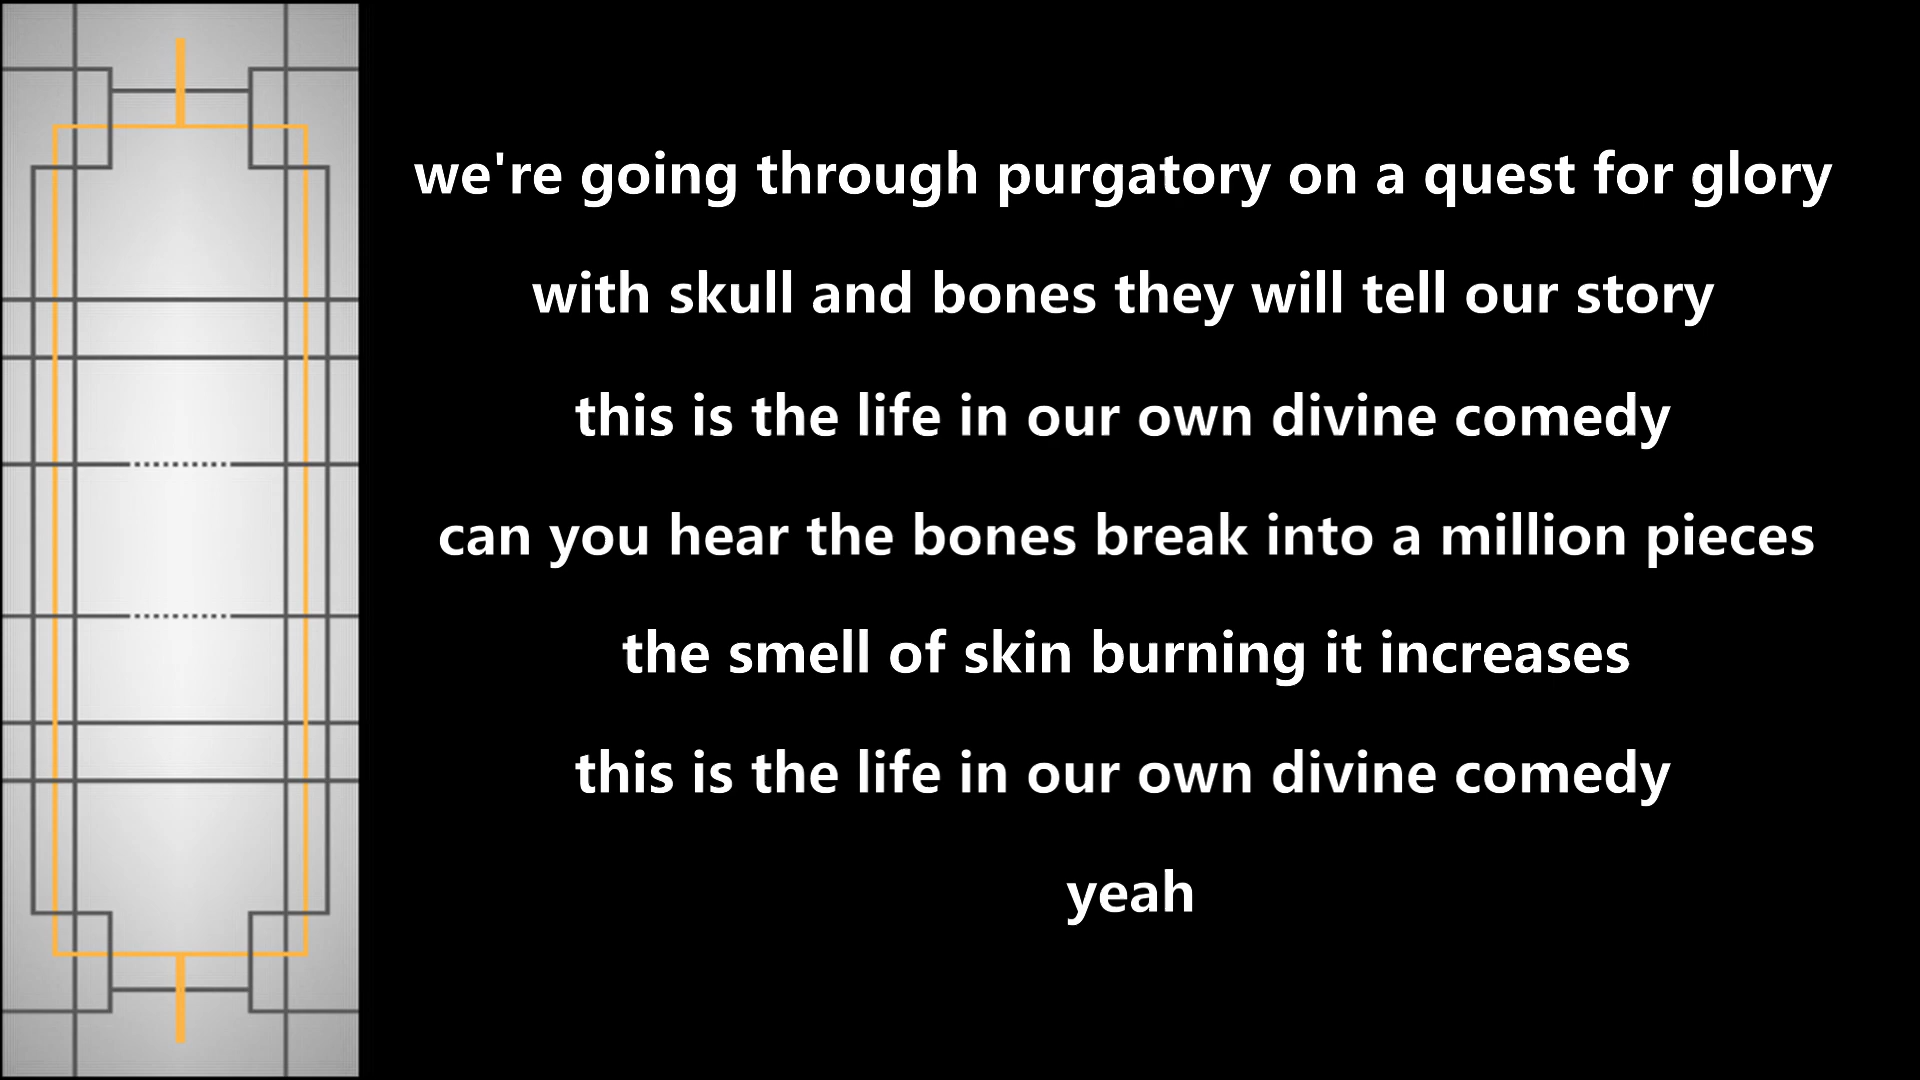 we're going through purgatory on a quest for glory
with skull and bones they will tell our story
this is the life in our own divine comedy
can you hear the bones break into a million pieces
the smell of skin burning it increases
this is the life in our own divine comedy
yeah